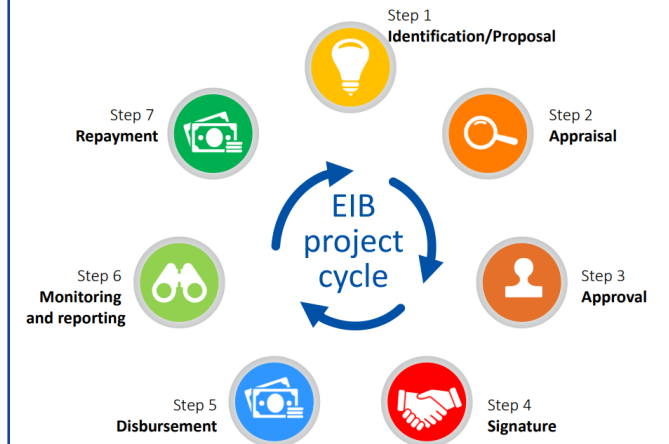 Step 1
Identification/Proposal
Step 2
Appraisal
Step 3
Approval
Step 4
Signature
Step 5
Disbursement
Step 6
Monitoring
and reporting
Step 7
Repayment
EIB
project
cycle